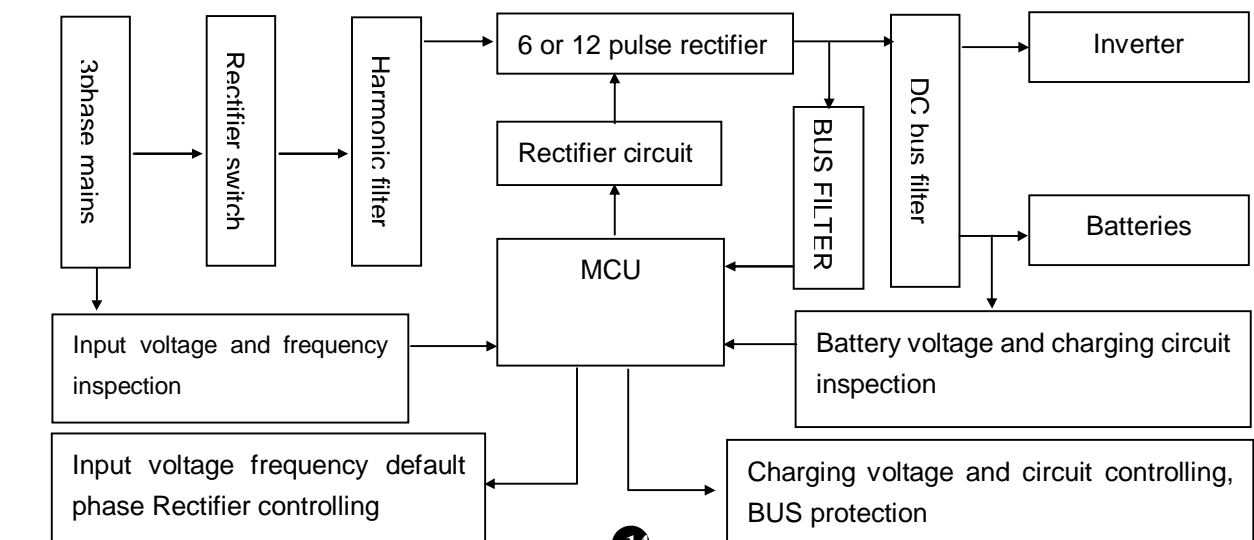 3phase mains
Rectifier switch
Harmonic filter
6 or 12 pulse rectifier
Rectifier circuit
BUS FILTER
DC bus filter
Inverter
Batteries
MCU
Input voltage and frequency
inspection
Battery voltage and charging circuit
inspection
Input voltage frequency default
phase Rectifier controlling
Charging voltage and circuit controlling,
BUS protection